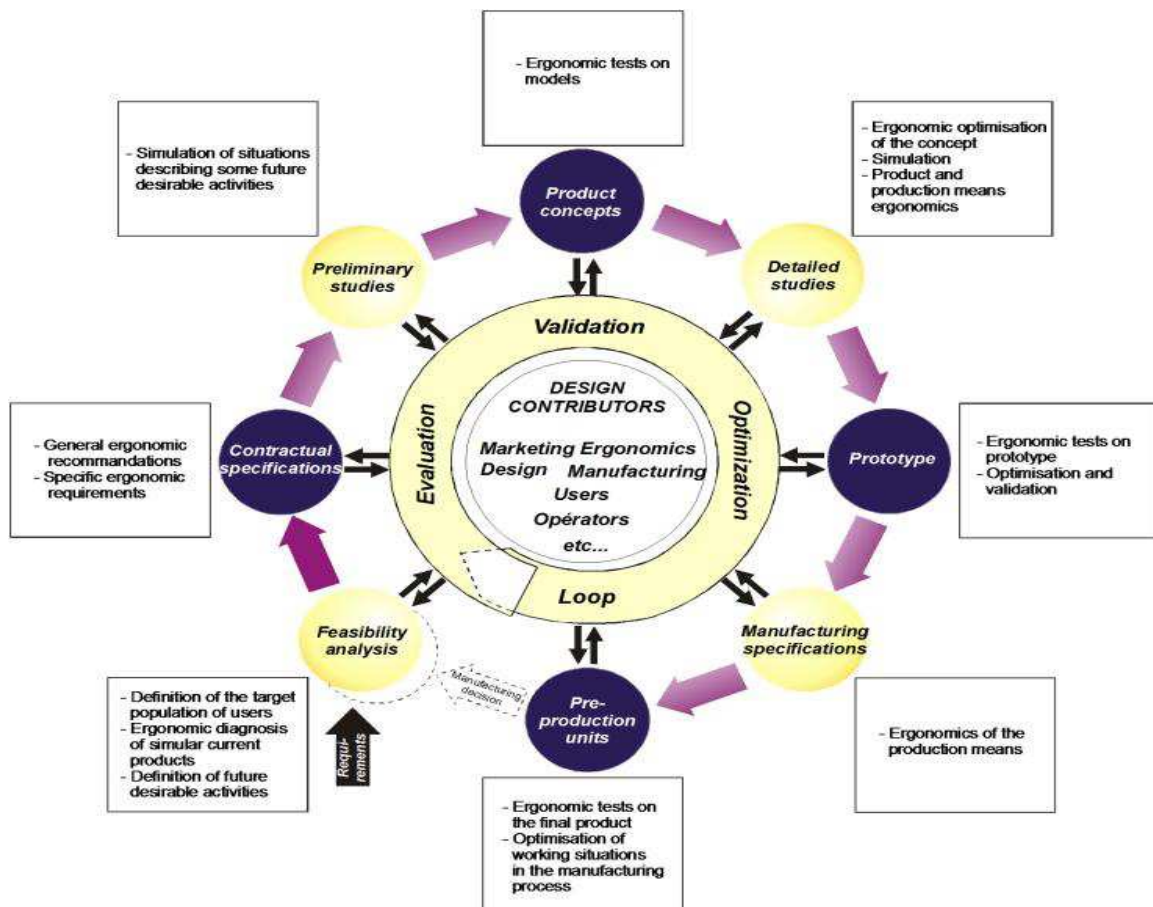 - Ergonomic tests on
models
- Simulation of situations
describing some future
desirable activities
- Ergonomic optimisation
of the concept
- Simulation
- Product and
production means
ergonomics
Product
concepts
Preliminary
studies
Detailed
studies
Validation
DESIGN
CONTRIBUTORS
Marketing Ergonomics
Design Manufacturing
Users
Opérators
etc...
Evaluation
Optimization
Loop
- General ergonomic
recommandations
- Specific ergonomic
requirements
Contractual
specifications
Prototype
- Ergonomic tests on
prototype
- Optimisation and
validation
Feasibility
analysis
Manufacturing
specifications
Manufacturing
decision
Pre-
production
units
- Definition of the target
population of users
- Ergonomic diagnosis
of simular current
products
- Definition of future
desirable activities
Requi-
rements
- Ergonomics of the
production means
- Ergonomic tests on
the final product
- Optimisation of
working situations
in the manufacturing
process